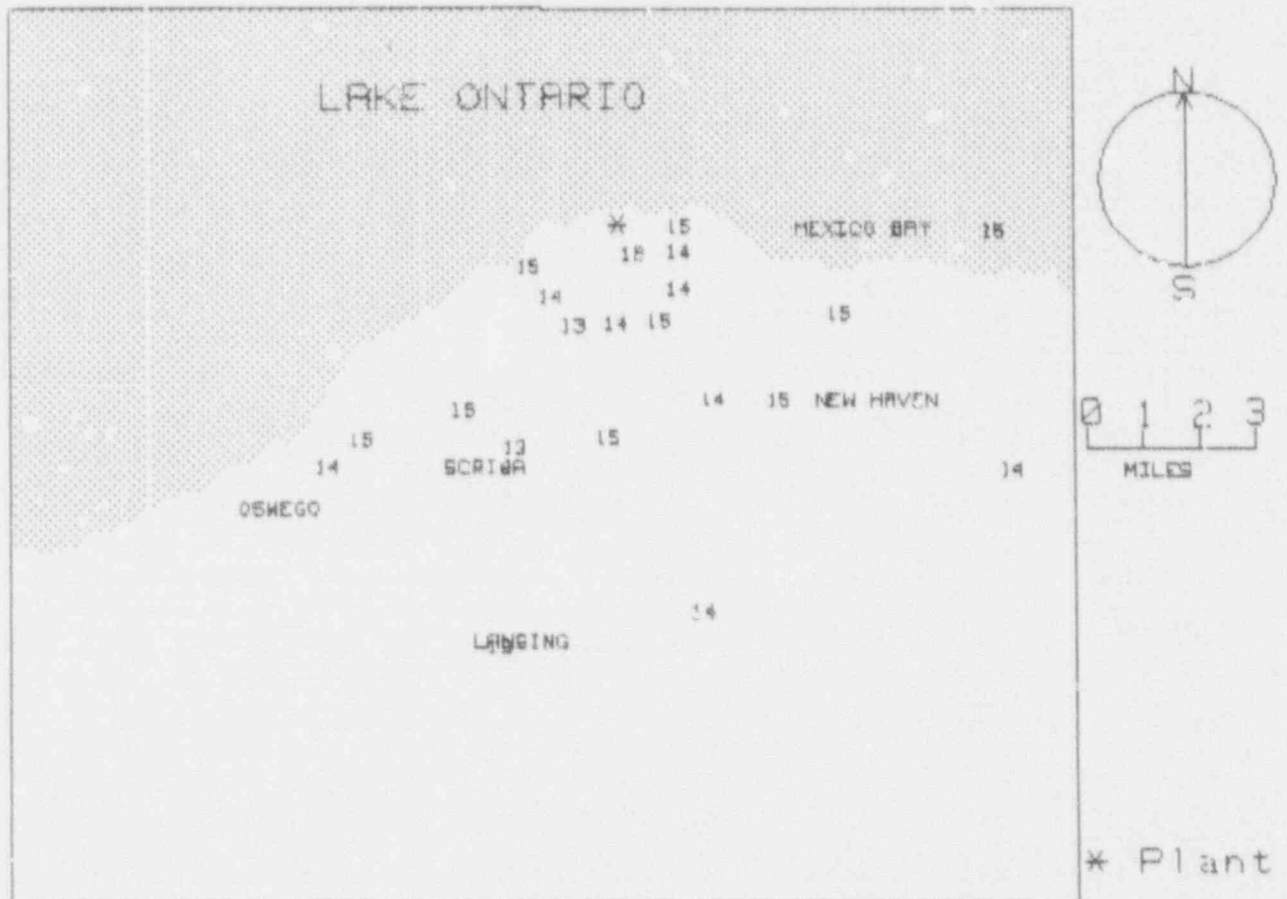 LAKE ONTARIO
N
* 15 MEXICO BAY 16
18 14
15
14 14
S
13 14 15 15
14 15 NEW HAVEN
0 1 2 3
MILES
15
15 13 15
14 SCRIBA 14
OSWEGO
14
LANSING
* Plant